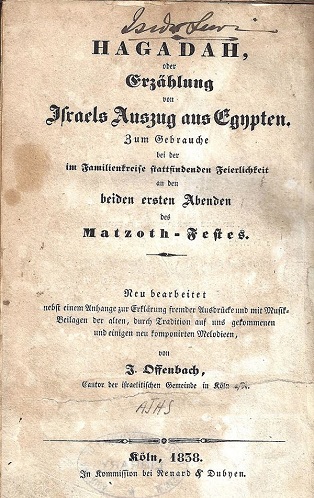 HAGADAH,
oder
Erzählung
von
Israels Auszug aus Egypten.
Zum Gebrauche
bei der
im Familienkreise stattfindenden Feierlichkeit
an den
beiden ersten Abenden
des
Matzoth-Festes.
Neu bearbeitet
nebst einem Anhange zur Erklärung fremder Ausdrücke und mit Musik-
Beilagen der alten, durch Tradition auf uns gekommenen
und einigen neu komponirten Melodieen,
von
J. Offenbach,
Cantor der israelitischen Gemeinde in Köln a/R.
Köln, 1838.
In Kommission bei Renard & Dubyen.